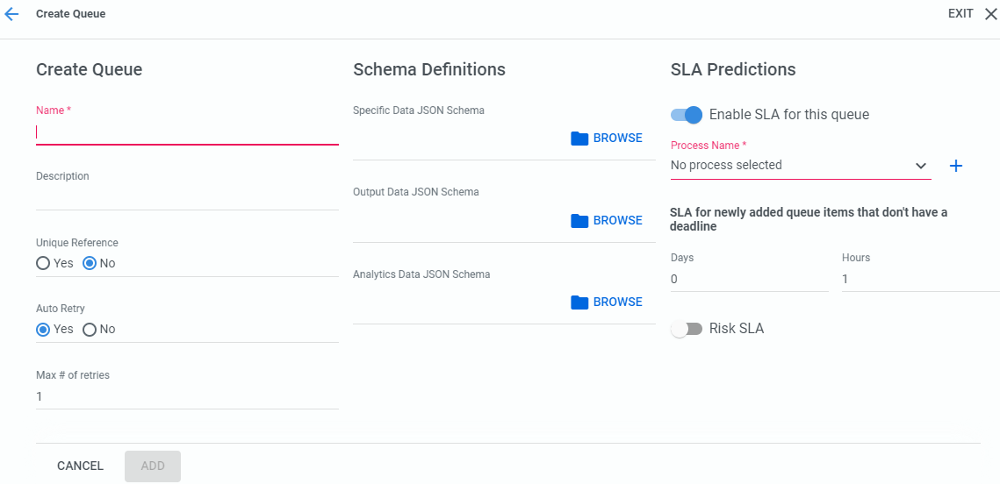 Create Queue
EXIT
Create Queue
Name *
Description
Unique Reference
Yes No
Auto Retry
Yes No
Max # of retries
1
Schema Definitions
Specific Data JSON Schema
BROWSE
Output Data JSON Schema
BROWSE
Analytics Data JSON Schema
BROWSE
SLA Predictions
Enable SLA for this queue
Process Name *
No process selected
SLA for newly added queue items that don't have a
deadline
Days Hours
0 1
Risk SLA
CANCEL ADD